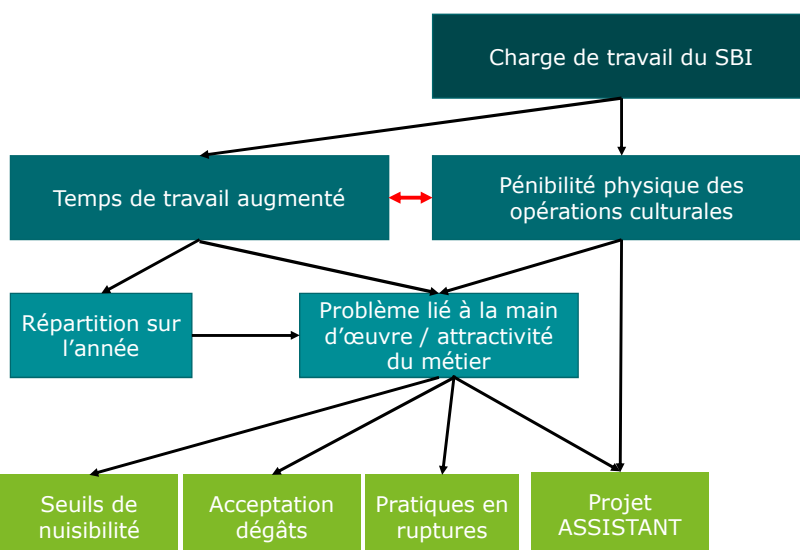 Charge de travail du SBI
Temps de travail augmenté
Pénibilité physique des
opérations culturales
Répartition sur
l'année
Problème lié à la main
d'œuvre / attractivité
du métier
Seuils de
nuisibilité
Acceptation
dégâts
Pratiques en
ruptures
Projet
ASSISTANT